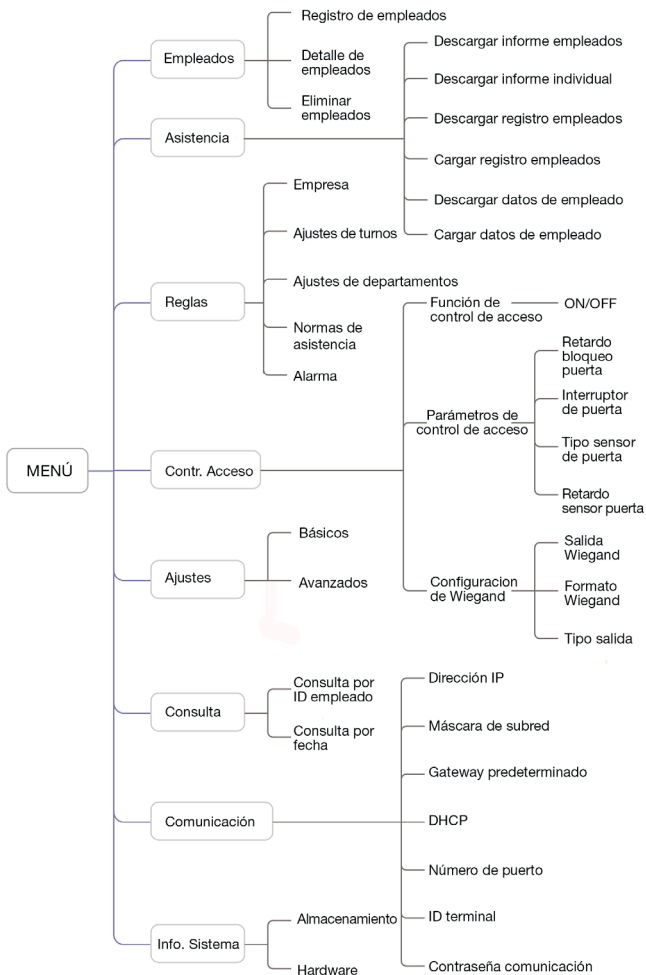 MENÚ
Empleados
Registro de empleados
Detalle de
empleados
Eliminar
empleados
Asistencia
Descargar informe empleados
Descargar informe individual
Descargar registro empleados
Cargar registro empleados
Descargar datos de empleado
Cargar datos de empleado
Reglas
Empresa
Ajustes de turnos
Ajustes de departamentos
Normas de
asistencia
Alarma
Contr. Acceso
Función de
control de acceso
ON/OFF
Parámetros de
control de acceso
Retardo
bloqueo
puerta
Interruptor
de puerta
Tipo sensor
de puerta
Retardo
sensor puerta
Configuracion
de Wiegand
Salida
Wiegand
Formato
Wiegand
Tipo salida
Ajustes
Básicos
Avanzados
Consulta
Consulta por
ID empleado
Consulta por
fecha
Comunicación
Dirección IP
Máscara de subred
Gateway predeterminado
DHCP
Número de puerto
ID terminal
Contraseña comunicación
Info. Sistema
Almacenamiento
Hardware